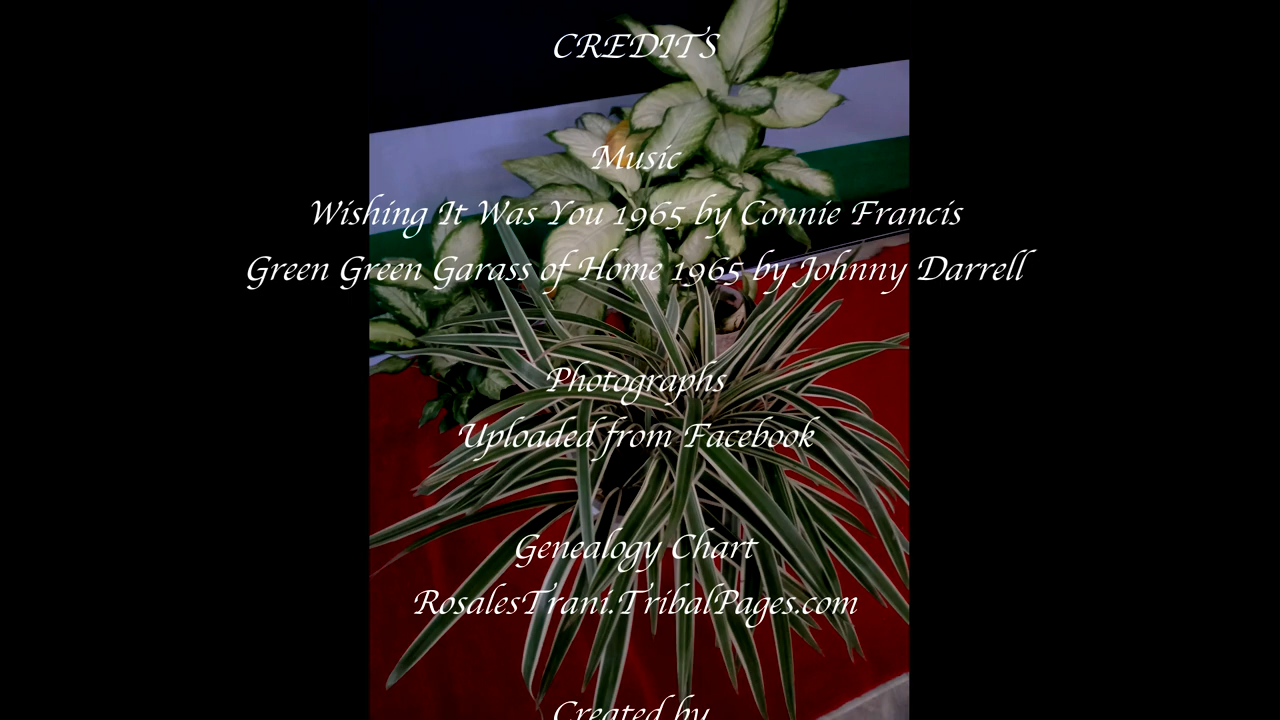 CREDITS
Music
Wishing It Was You 1965 by Connie Francis
Green Green Garass of Home 1965 by Johnny Darrell
Photographs
Uploaded from Facebook
Genealogy Chart
RosalesTrani.TribalPages.com
Created by